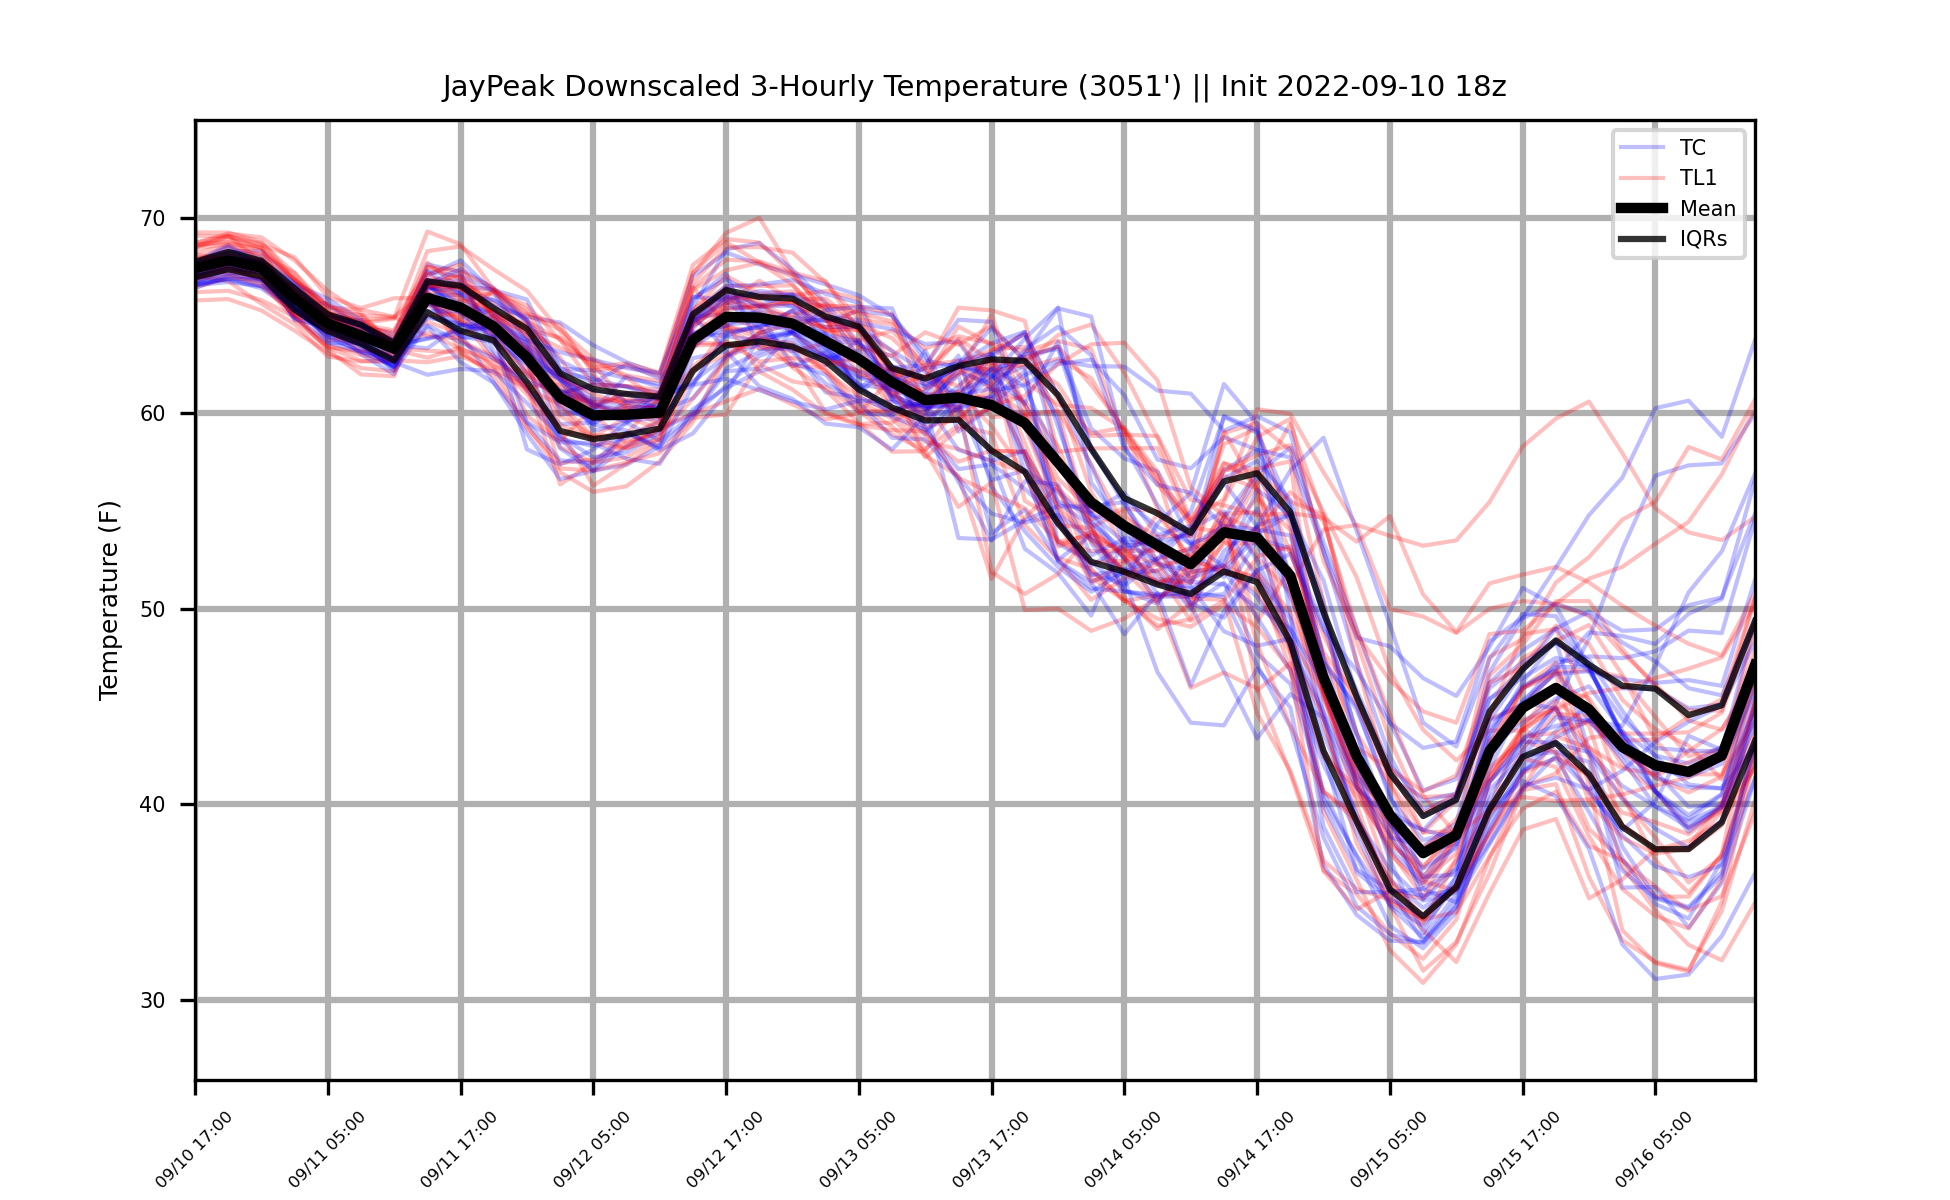 JayPeak Downscaled 3-Hourly Temperature (3051') || Init 2022-09-10 18z
TC
TL1
Mean
IQRs
Temperature (F)
70
60
50
40
30
09/10 17:00
09/11 05:00
09/11 17:00
09/12 05:00
09/12 17:00
09/13 05:00
09/13 17:00
09/14 05:00
09/14 17:00
09/15 05:00
09/15 17:00
09/16 05:00